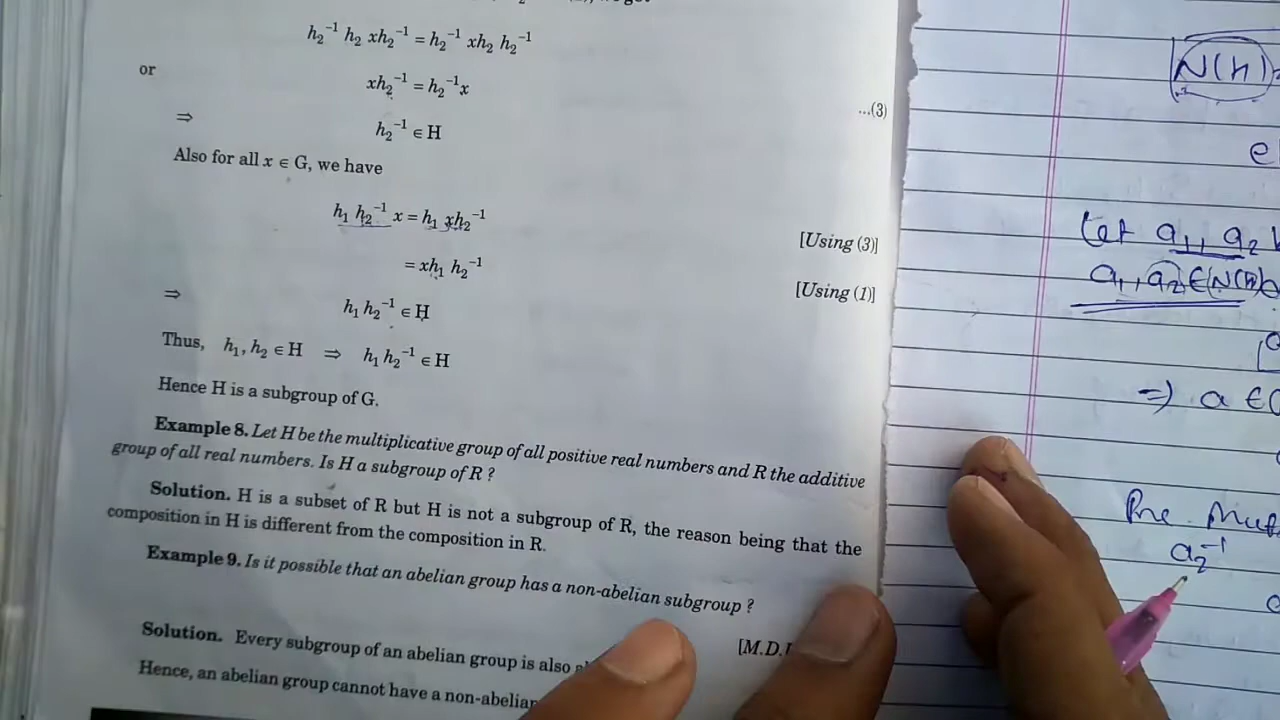 h₂⁻¹ h₂ xh₂⁻¹ = h₂⁻¹ xh₂ h₂⁻¹
or xh₂⁻¹ = h₂⁻¹x ...(3)
⇒ h₂⁻¹ ∈ H
Also for all x ∈ G, we have
h₁ h₂⁻¹ x = h₁ xh₂⁻¹ [Using (3)]
= xh₁ h₂⁻¹ [Using (1)]
⇒ h₁ h₂⁻¹ ∈ H
Thus, h₁, h₂ ∈ H ⇒ h₁ h₂⁻¹ ∈ H
Hence H is a subgroup of G.
Example 8. Let H be the multiplicative group of all positive real numbers and R the additive
group of all real numbers. Is H a subgroup of R ?
Solution. H is a subset of R but H is not a subgroup of R, the reason being that the
composition in H is different from the composition in R.
Example 9. Is it possible that an abelian group has a non-abelian subgroup ?
[M.D.
Solution. Every subgroup of an abelian group is also
Hence, an abelian group cannot have a non-abelian
N(h)
Let a₁, a₂
a₁, a₂ ∈ N(h)
⇒ a ∈
Pre
a₂⁻¹